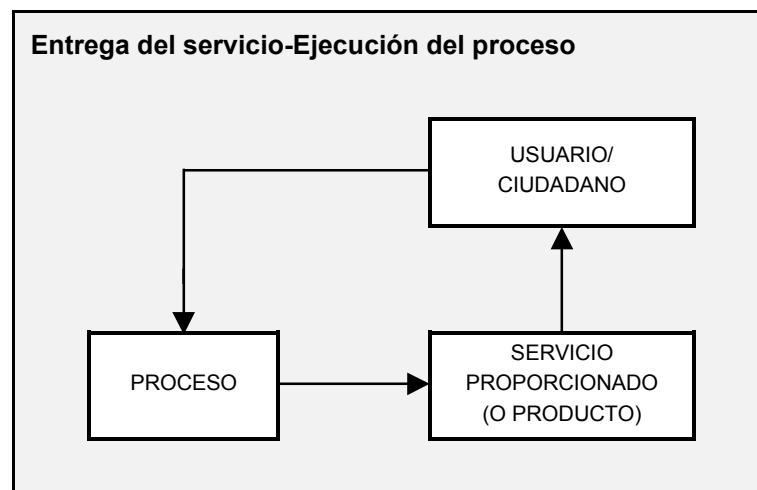 Entrega del servicio-Ejecución del proceso
USUARIO/
CIUDADANO
PROCESO
SERVICIO
PROPORCIONADO
(O PRODUCTO)